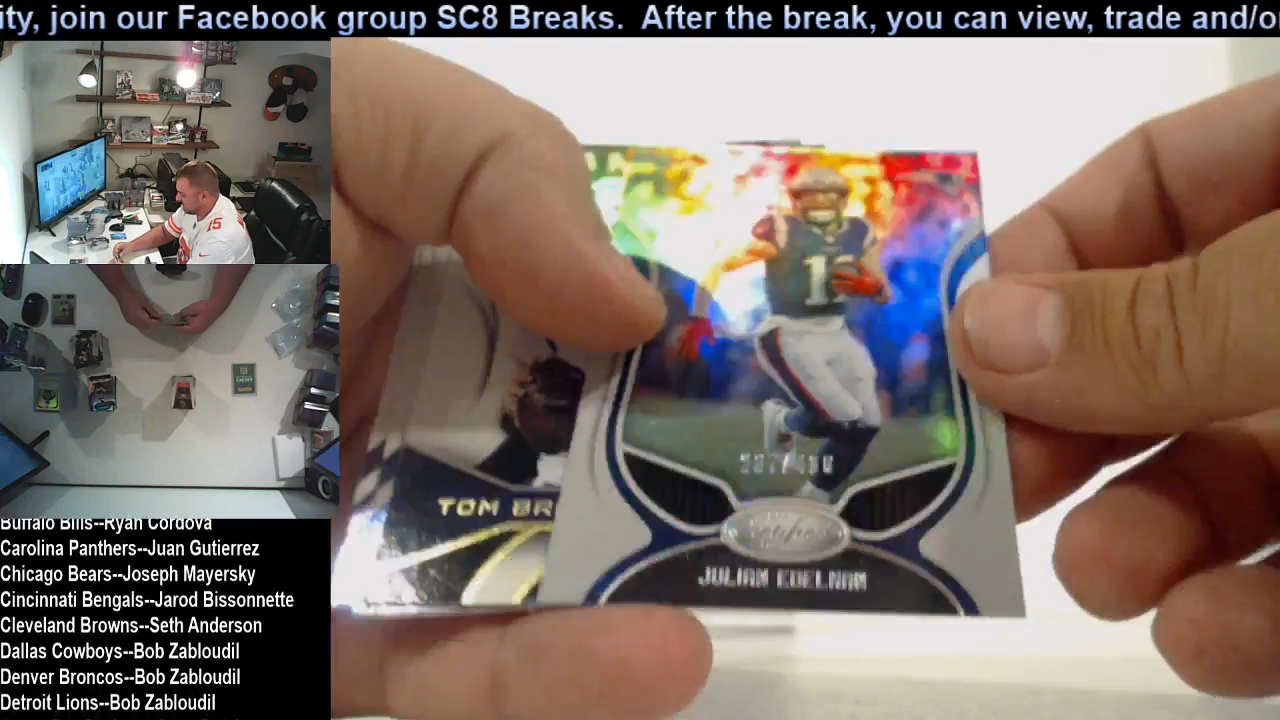 ity, join our Facebook group SC8 Breaks.  After the break, you can view, trade and/o
15
11
TOM BR
JULIAN EDELMAN
Buffalo Bills--Ryan Cordova
Carolina Panthers--Juan Gutierrez
Chicago Bears--Joseph Mayersky
Cincinnati Bengals--Jarod Bissonnette
Cleveland Browns--Seth Anderson
Dallas Cowboys--Bob Zabloudil
Denver Broncos--Bob Zabloudil
Detroit Lions--Bob Zabloudil